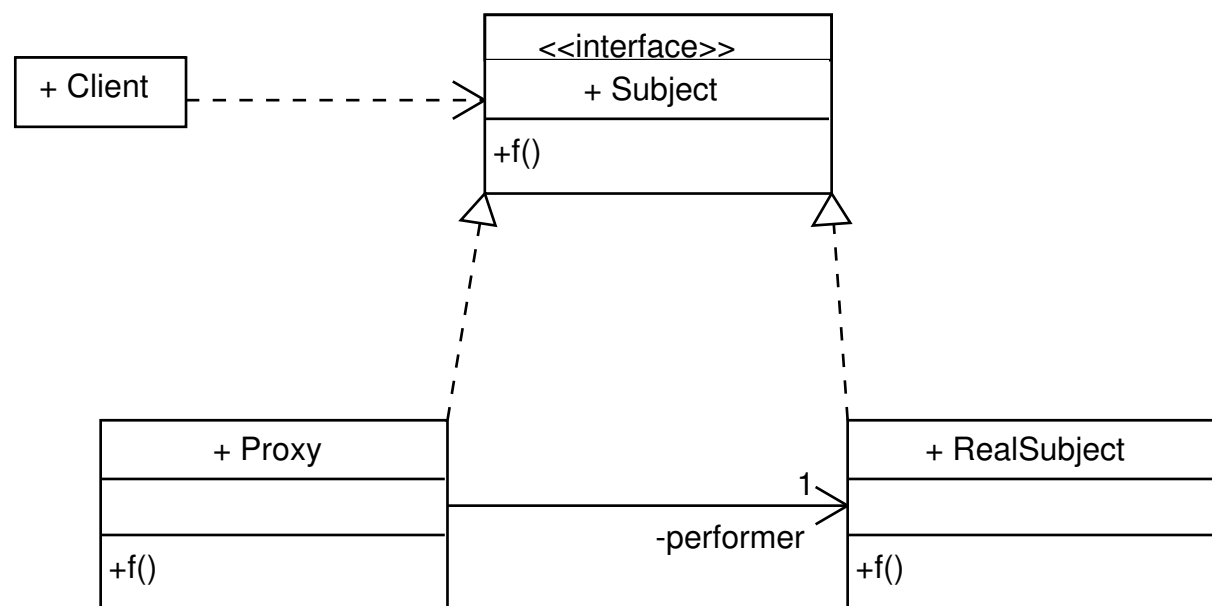 <<interface>>
+ Client
+ Subject
+f()
+ Proxy
+ RealSubject
1
-performer
+f()
+f()